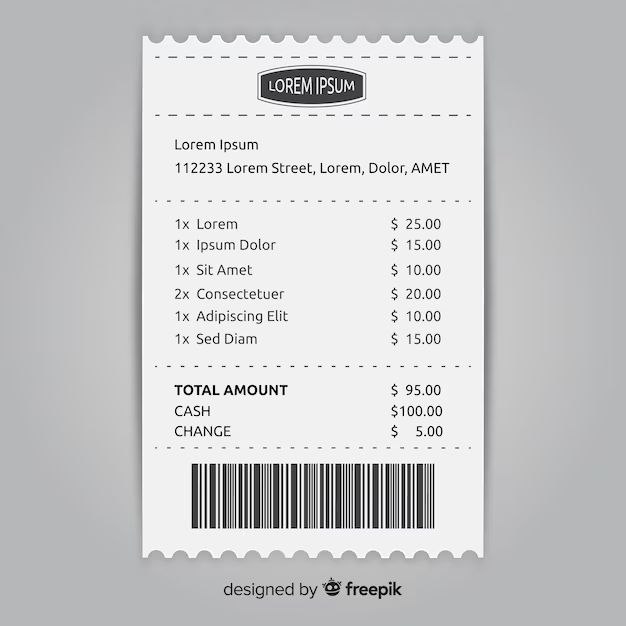 LOREM IPSUM
Lorem Ipsum
112233 Lorem Street, Lorem, Dolor, AMET
1x Lorem $ 25.00
1x Ipsum Dolor $ 15.00
1x Sit Amet $ 10.00
2x Consectetuer $ 20.00
1x Adipiscing Elit $ 10.00
1x Sed Diam $ 15.00
TOTAL AMOUNT $ 95.00
CASH $100.00
CHANGE $ 5.00
designed by freepik